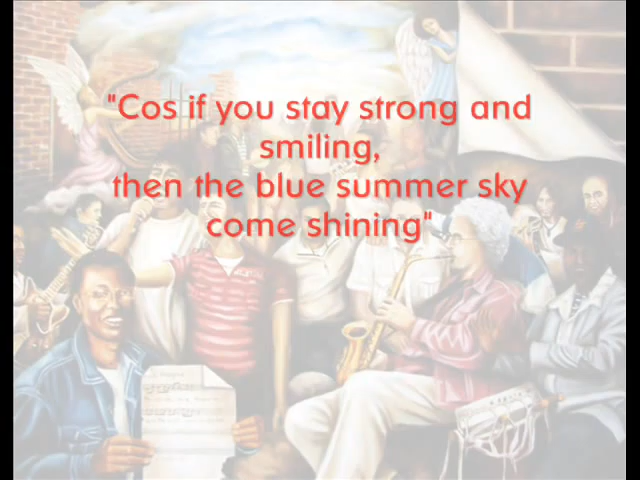 "Cos if you stay strong and
smiling,
then the blue summer sky
come shining"